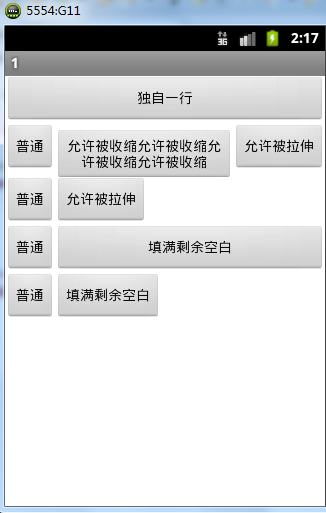 5554:G11
3G 2:17
1
独自一行
普通 允许被收缩允许被收缩允 允许被拉伸
许被收缩允许被收缩
普通 允许被拉伸
普通 填满剩余空白
普通 填满剩余空白